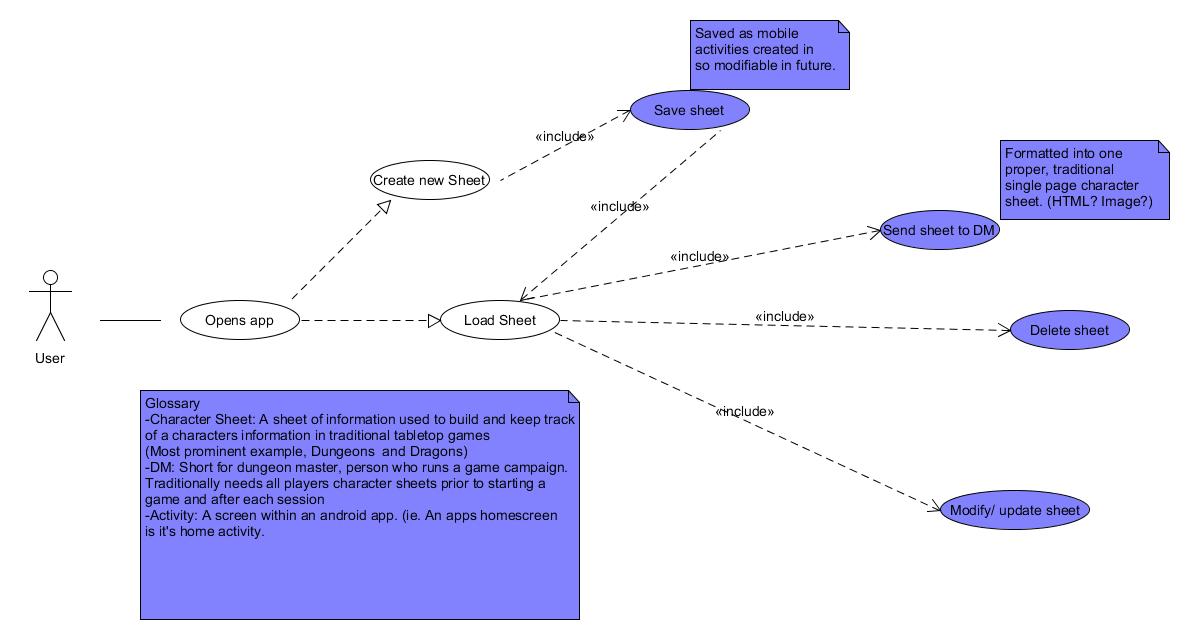 Saved as mobile
activities created in
so modifiable in future.
Save sheet
«include»
Create new Sheet
«include»
Formatted into one
proper, traditional
single page character
sheet. (HTML? Image?)
Send sheet to DM
«include»
User
Opens app
Load Sheet
«include»
Delete sheet
«include»
Modify/ update sheet
Glossary
-Character Sheet: A sheet of information used to build and keep track
of a characters information in traditional tabletop games
(Most prominent example, Dungeons  and Dragons)
-DM: Short for dungeon master, person who runs a game campaign.
Traditionally needs all players character sheets prior to starting a
game and after each session
-Activity: A screen within an android app. (ie. An apps homescreen
is it's home activity.